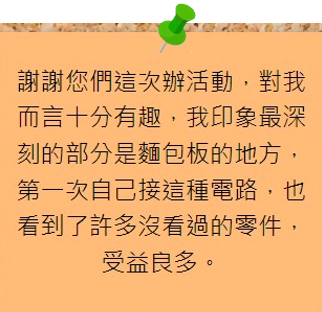 謝謝您們這次辦活動，對我
而言十分有趣，我印象最深
刻的部分是麵包板的地方，
第一次自己接這種電路，也
看到了許多沒看過的零件，
受益良多。